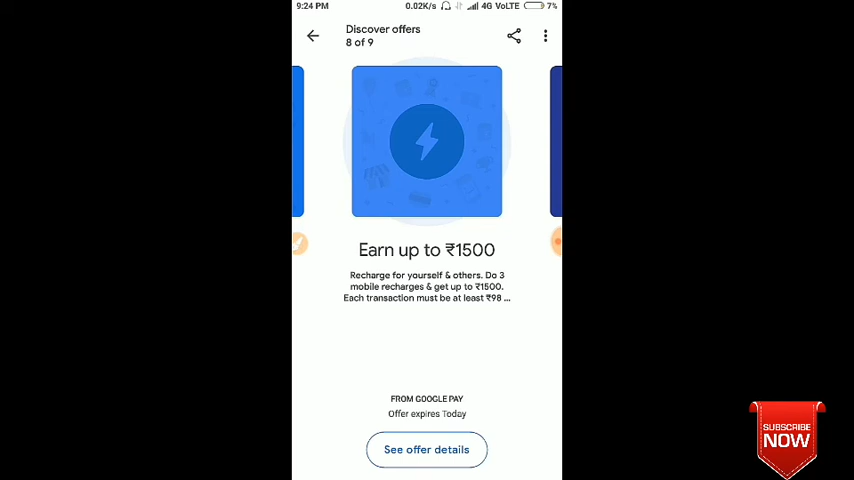 9:24 PM
0.02K/s
4G VoLTE
7%
Discover offers
8 of 9
Earn up to ₹1500
Recharge for yourself & others. Do 3
mobile recharges & get up to ₹1500.
Each transaction must be at least ₹98 ...
FROM GOOGLE PAY
Offer expires Today
See offer details
SUBSCRIBE
NOW